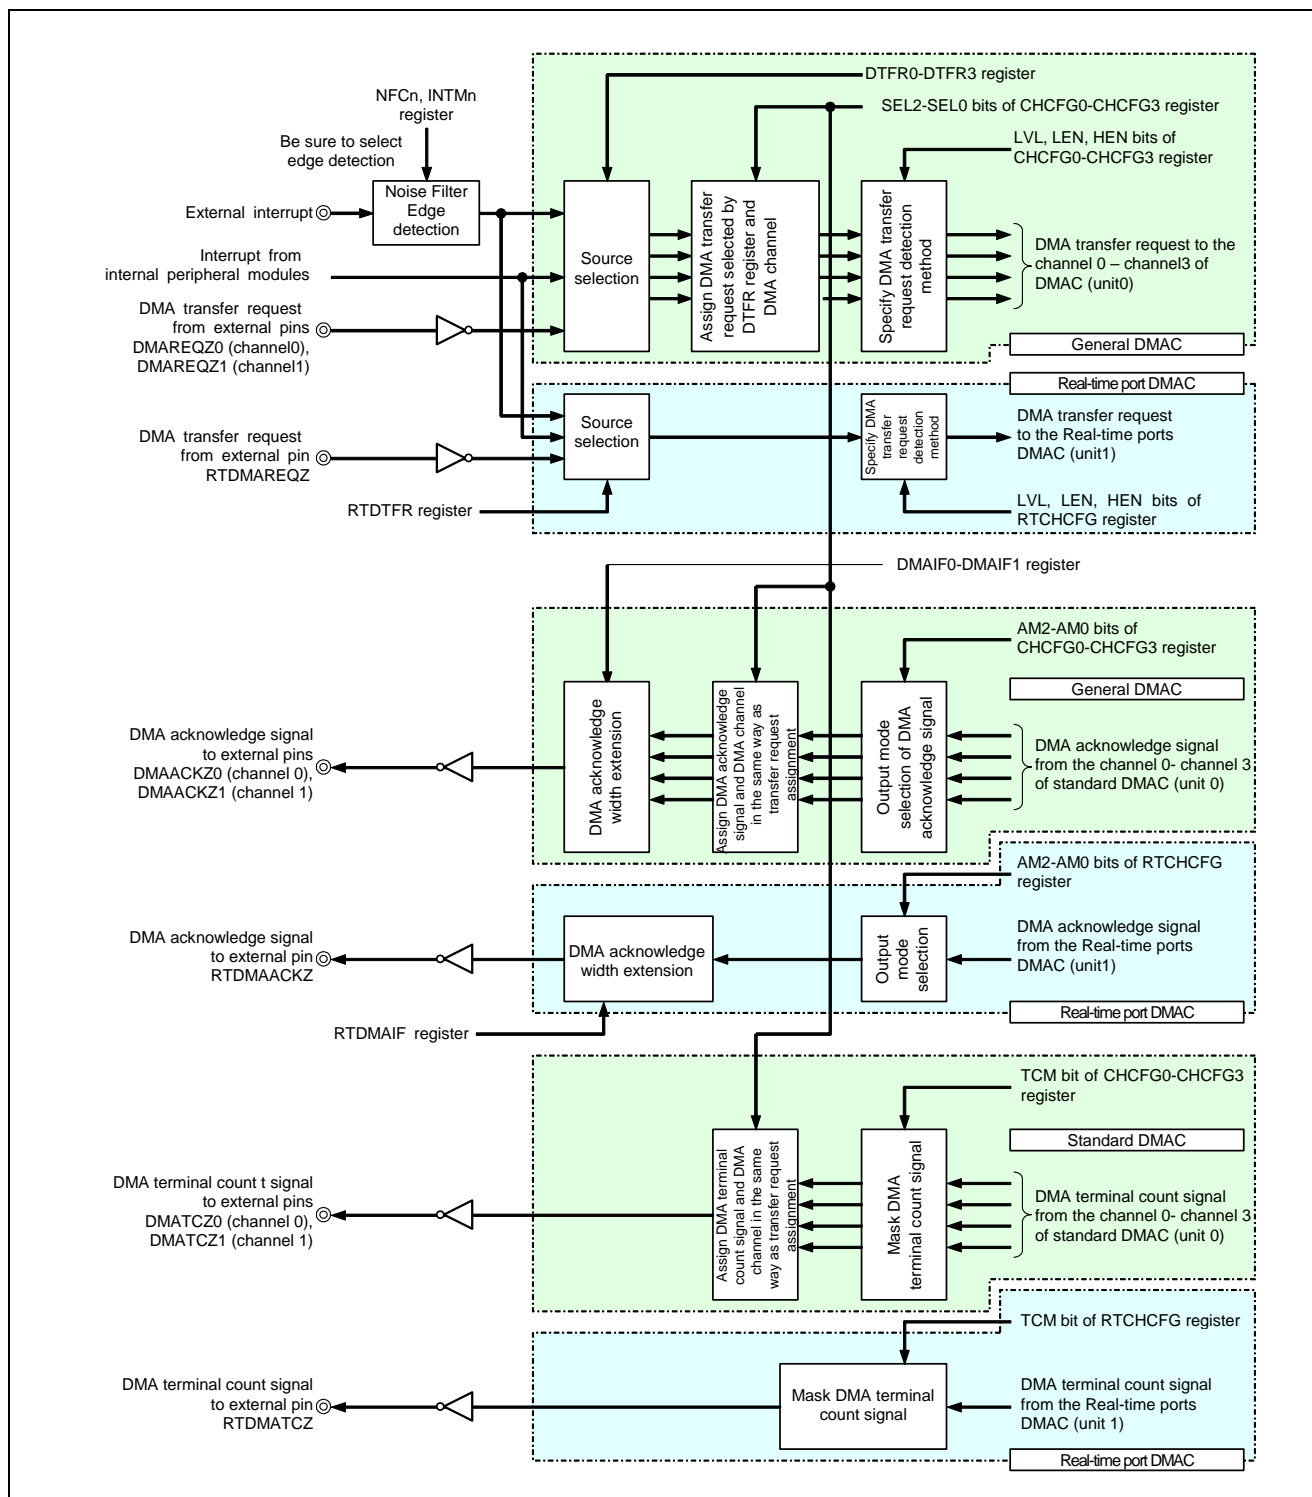 DTFR0-DTFR3 register
NFCn, INTMn
register
SEL2-SEL0 bits of CHCFG0-CHCFG3 register
Be sure to select
edge detection
LVL, LEN, HEN bits of
CHCFG0-CHCFG3 register
External interrupt
Noise Filter
Edge
detection
Interrupt from
internal peripheral modules
DMA transfer request
from external pins
DMAREQZ0 (channel0),
DMAREQZ1 (channel1)
Source
selection
Assign DMA transfer
request selected by
DTFR register and
DMA channel
Specify DMA transfer
request detection
method
DMA transfer request to the
channel 0 – channel3 of
DMAC (unit0)
General DMAC
Real-time port DMAC
DMA transfer request
from external pin
RTDMAREQZ
Source
selection
Specify DMA
transfer
request
detection
method
DMA transfer request
to the Real-time ports
DMAC (unit1)
RTDTFR register
LVL, LEN, HEN bits of
RTCHCFG register
DMAIF0-DMAIF1 register
AM2-AM0 bits of
CHCFG0-CHCFG3 register
General DMAC
DMA acknowledge signal
to external pins
DMAACKZ0 (channel 0),
DMAACKZ1 (channel 1)
DMA acknowledge
width extension
Assign DMA acknowledge
signal and DMA channel
in the same way as
transfer request
assignment
Output mode
selection of DMA
acknowledge signal
DMA acknowledge signal
from the channel 0- channel 3
of standard DMAC (unit 0)
AM2-AM0 bits of RTCHCFG
register
DMA acknowledge signal
to external pin
RTDMAACKZ
DMA acknowledge
width extension
Output
mode
selection
DMA acknowledge signal
from the Real-time ports
DMAC (unit1)
Real-time port DMAC
RTDMAIF register
TCM bit of CHCFG0-CHCFG3
register
Standard DMAC
DMA terminal count t signal
to external pins
DMATCZ0 (channel 0),
DMATCZ1 (channel 1)
Assign DMA terminal
count signal and DMA
channel in the same
way as transfer request
assignment
Mask DMA
terminal count signal
DMA terminal count signal
from the channel 0- channel 3
of standard DMAC (unit 0)
TCM bit of RTCHCFG register
DMA terminal count signal
to external pin
RTDMATCZ
Mask DMA terminal
count signal
DMA terminal count signal
from the Real-time ports
DMAC (unit 1)
Real-time port DMAC